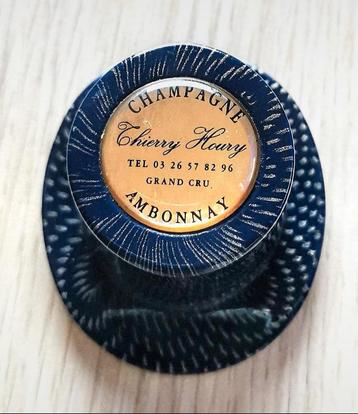 CHAMPAGNE
Thierry Houry
TEL 03 26 57 82 96
GRAND CRU.
AMBONNAY